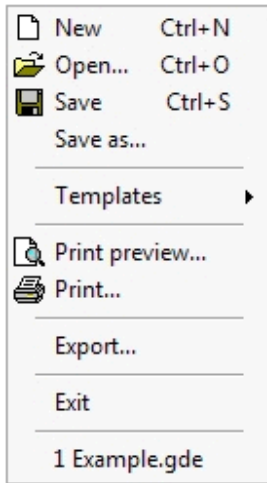 New Ctrl+N
Open... Ctrl+O
Save Ctrl+S
Save as...
Templates
Print preview...
Print...
Export...
Exit
1 Example.gde